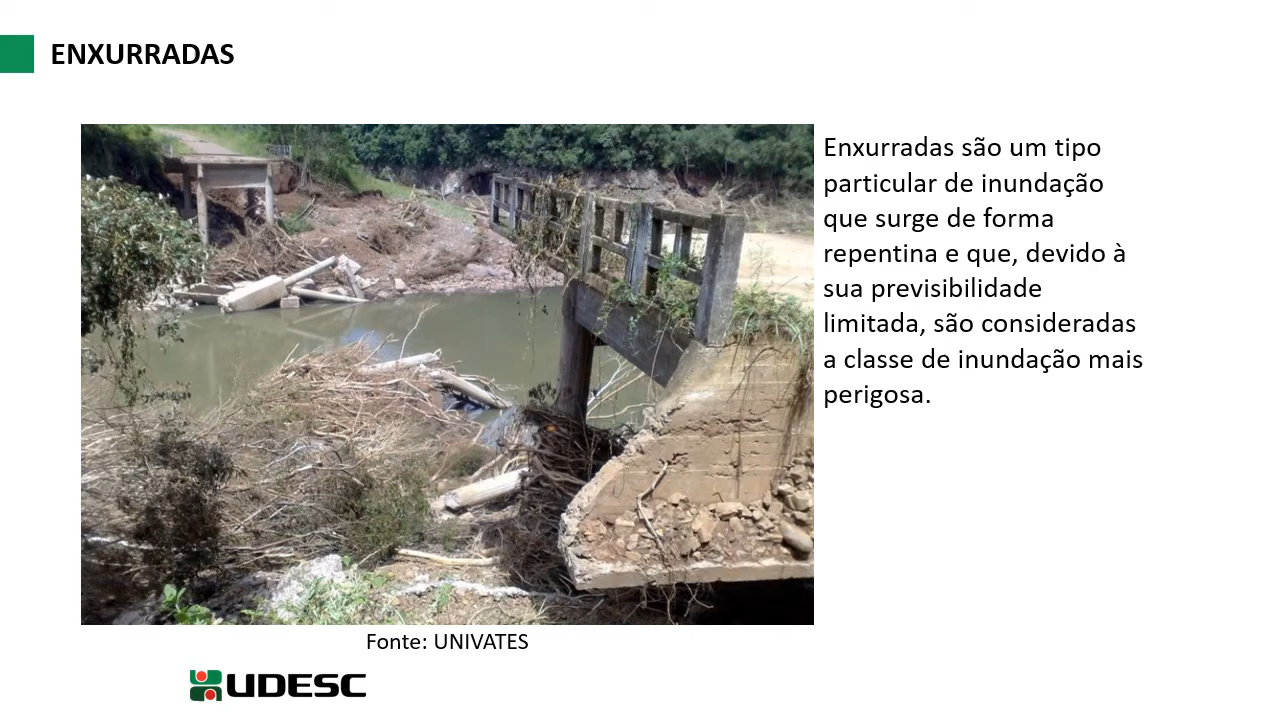 ENXURRADAS
Enxurradas são um tipo
particular de inundação
que surge de forma
repentina e que, devido à
sua previsibilidade
limitada, são consideradas
a classe de inundação mais
perigosa.
Fonte: UNIVATES
UDESC